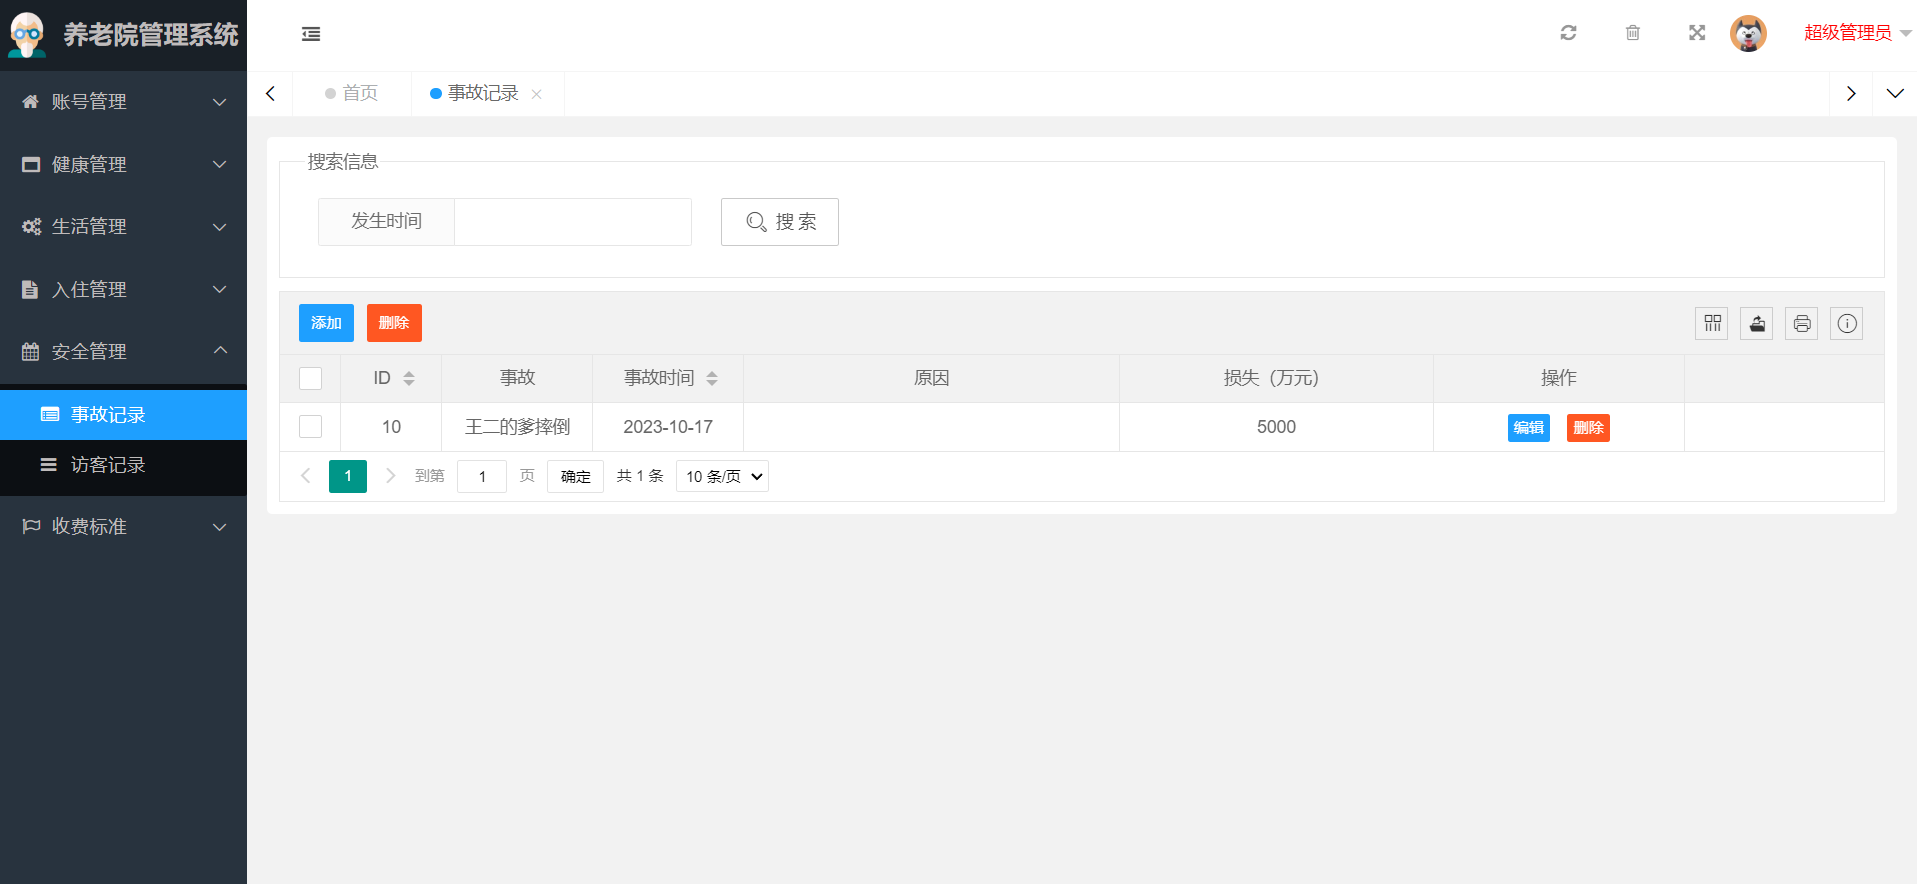 养老院管理系统
超级管理员
账号管理
健康管理
生活管理
入住管理
安全管理
事故记录
访客记录
收费标准
首页
事故记录
搜索信息
发生时间
搜 索
添加 删除
ID 事故 事故时间 原因 损失（万元） 操作
10 王二的爹摔倒 2023-10-17 5000 编辑 删除
1 到第 1 页 确定 共 1 条 10 条/页